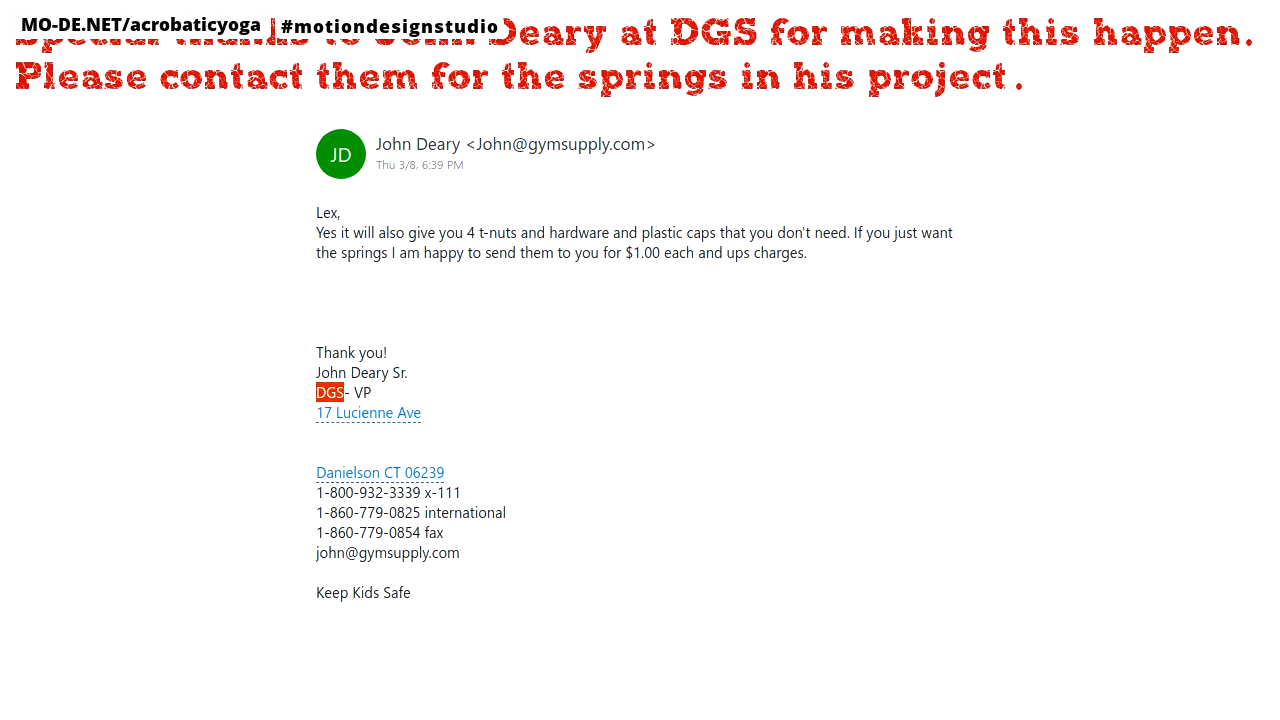 MO-DE.NET/acrobaticyoga #motiondesignstudio
Deary at DGS for making this happen.
Please contact them for the springs in his project.
JD
John Deary <John@gymsupply.com>
Thu 3/8, 6:39 PM
Lex,
Yes it will also give you 4 t-nuts and hardware and plastic caps that you don't need. If you just want
the springs I am happy to send them to you for $1.00 each and ups charges.
Thank you!
John Deary Sr.
DGS- VP
17 Lucienne Ave
Danielson CT 06239
1-800-932-3339 x-111
1-860-779-0825 international
1-860-779-0854 fax
john@gymsupply.com
Keep Kids Safe